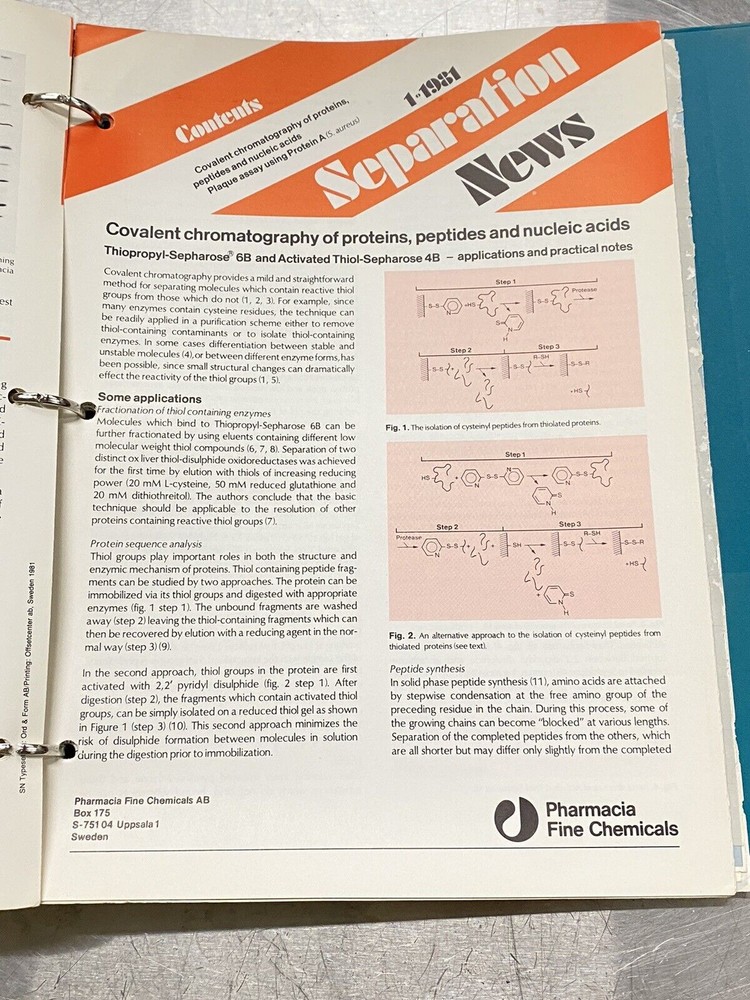 Contents
Covalent chromatography of proteins,
peptides and nucleic acids
Plaque assay using Protein A (S. aureus)
1-1981
Separation
News
Covalent chromatography of proteins, peptides and nucleic acids
Thiopropyl-Sepharose® 6B and Activated Thiol-Sepharose 4B – applications and practical notes
Covalent chromatography provides a mild and straightforward
method for separating molecules which contain reactive thiol
groups from those which do not (1, 2, 3). For example, since
many enzymes contain cysteine residues, the technique can
be readily applied in a purification scheme either to remove
thiol-containing contaminants or to isolate thiol-containing
enzymes. In some cases differentiation between stable and
unstable molecules (4), or between different enzyme forms, has
been possible, since small structural changes can dramatically
effect the reactivity of the thiol groups (1, 5).
Some applications
Fractionation of thiol containing enzymes
Molecules which bind to Thiopropyl-Sepharose 6B can be
further fractionated by using eluents containing different low
molecular weight thiol compounds (6, 7, 8). Separation of two
distinct ox liver thiol-disulphide oxidoreductases was achieved
for the first time by elution with thiols of increasing reducing
power (20 mM L-cysteine, 50 mM reduced glutathione and
20 mM dithiothreitol). The authors conclude that the basic
technique should be applicable to the resolution of other
proteins containing reactive thiol groups (7).
Protein sequence analysis
Thiol groups play important roles in both the structure and
enzymic mechanism of proteins. Thiol containing peptide frag-
ments can be studied by two approaches. The protein can be
immobilized via its thiol groups and digested with appropriate
enzymes (fig. 1 step 1). The unbound fragments are washed
away (step 2) leaving the thiol-containing fragments which can
then be recovered by elution with a reducing agent in the nor-
mal way (step 3) (9).
In the second approach, thiol groups in the protein are first
activated with 2,2' pyridyl disulphide (fig. 2 step 1). After
digestion (step 2), the fragments which contain activated thiol
groups, can be simply isolated on a reduced thiol gel as shown
in Figure 1 (step 3) (10). This second approach minimizes the
risk of disulphide formation between molecules in solution
during the digestion prior to immobilization.
Step 1
-S-S-
N
+HS
-S-S-
Protease
S
N
H
Step 2
Step 3
-S-S
+
-S-S
R-SH
-S-S-R
+HS
Fig. 1. The isolation of cysteinyl peptides from thiolated proteins.
Step 1
HS
+
N
-S-S-
N
N
-S-S-
S
N
H
Step 2
Step 3
Protease
N
-S-S
+
+
-SH
-S-S
R-SH
-S-S-R
+HS
+
S
N
H
Fig. 2. An alternative approach to the isolation of cysteinyl peptides from
thiolated proteins (see text).
Peptide synthesis
In solid phase peptide synthesis (11), amino acids are attached
by stepwise condensation at the free amino group of the
preceding residue in the chain. During this process, some of
the growing chains can become "blocked" at various lengths.
Separation of the completed peptides from the others, which
are all shorter but may differ only slightly from the completed
Pharmacia Fine Chemicals AB
Box 175
S-751 04 Uppsala 1
Sweden
Pharmacia
Fine Chemicals
Ord & Form AB/Printing: Offsetcenter ab, Sweden 1981